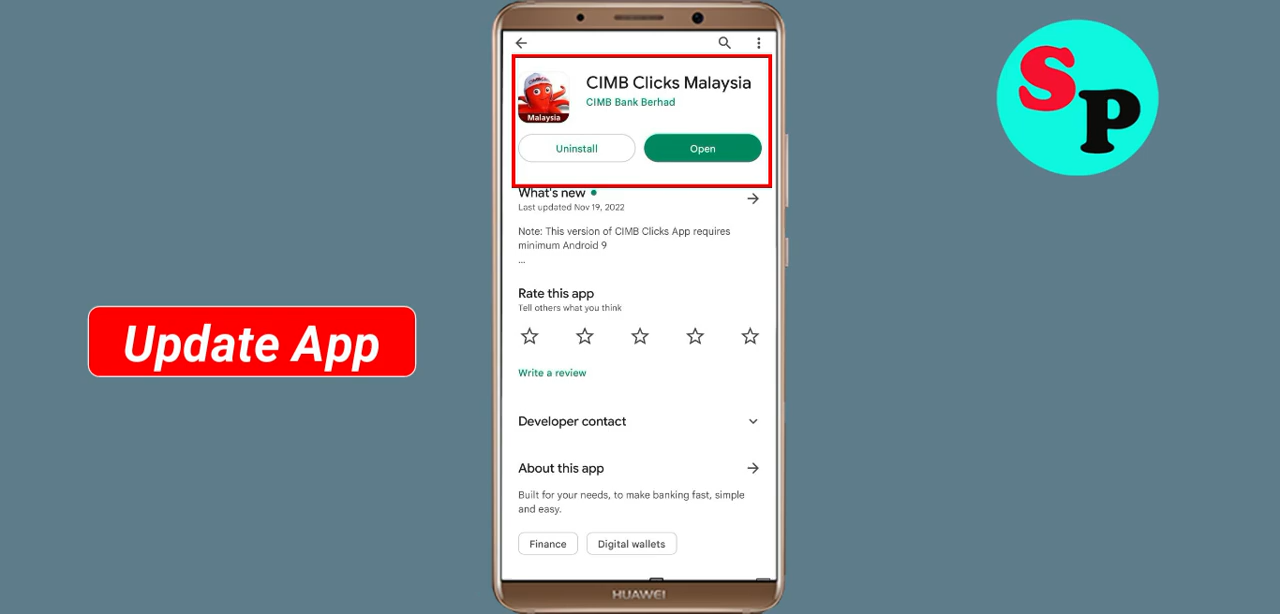 CIMB Clicks Malaysia
CIMB Bank Berhad
Malaysia
Uninstall
Open
What's new
Last updated Nov 19, 2022
Note: This version of CIMB Clicks App requires
minimum Android 9
...
Rate this app
Tell others what you think
Write a review
Developer contact
About this app
Built for your needs, to make banking fast, simple
and easy.
Finance
Digital wallets
HUAWEI
Update App
SP